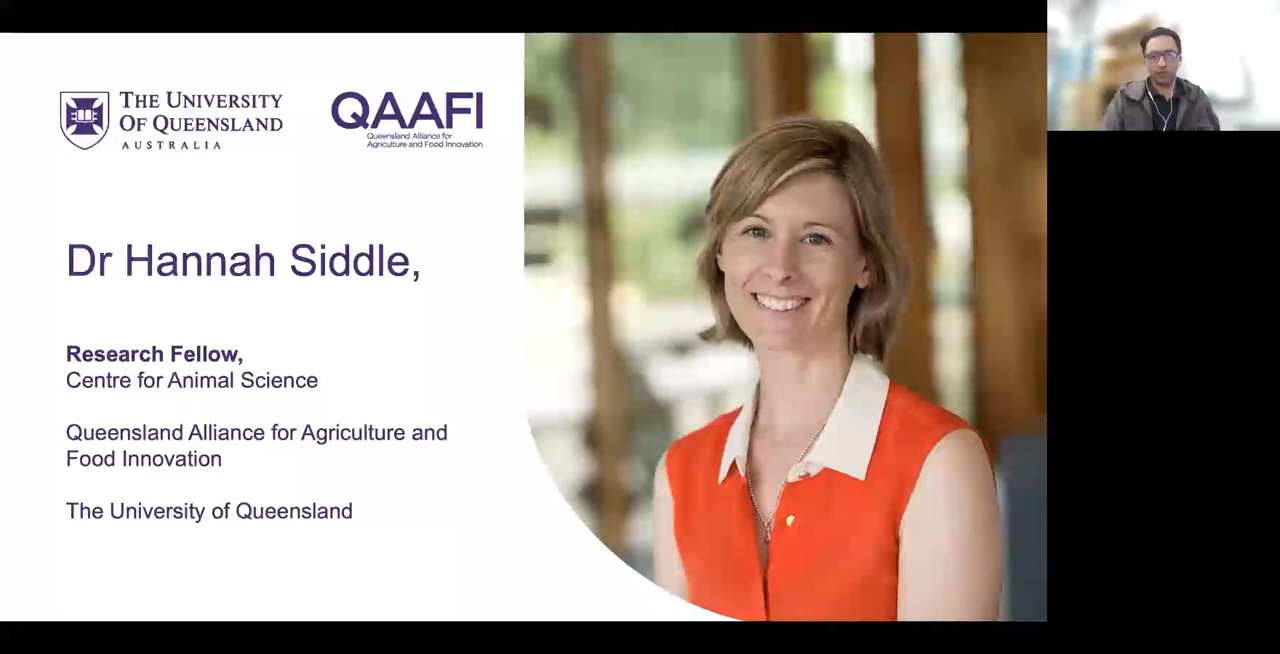 THE UNIVERSITY
OF QUEENSLAND
AUSTRALIA
QAAFI
Queensland Alliance for
Agriculture and Food Innovation
Dr Hannah Siddle,
Research Fellow,
Centre for Animal Science
Queensland Alliance for Agriculture and
Food Innovation
The University of Queensland